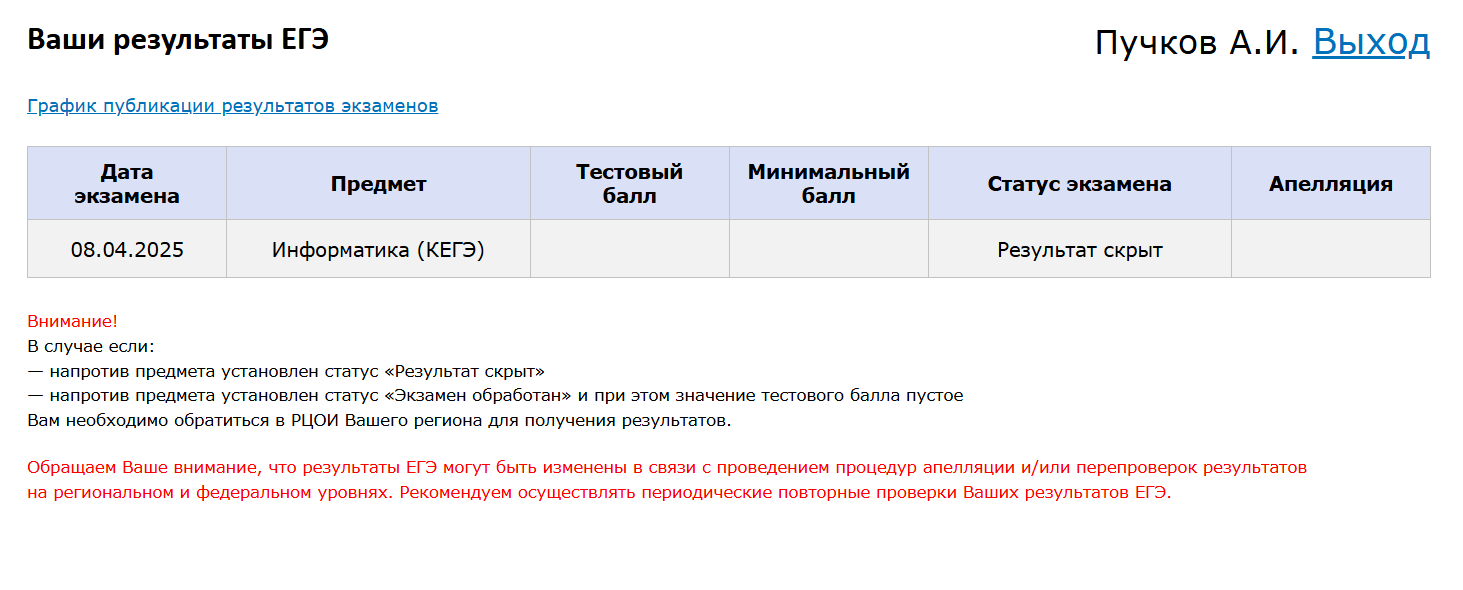 Ваши результаты ЕГЭ
Пучков А.И. Выход
График публикации результатов экзаменов
Дата экзамена Предмет Тестовый балл Минимальный балл Статус экзамена Апелляция
08.04.2025 Информатика (КЕГЭ) Результат скрыт
Внимание!
В случае если:
— напротив предмета установлен статус «Результат скрыт»
— напротив предмета установлен статус «Экзамен обработан» и при этом значение тестового балла пустое
Вам необходимо обратиться в РЦОИ Вашего региона для получения результатов.
Обращаем Ваше внимание, что результаты ЕГЭ могут быть изменены в связи с проведением процедур апелляции и/или перепроверок результатов
на региональном и федеральном уровнях. Рекомендуем осуществлять периодические повторные проверки Ваших результатов ЕГЭ.